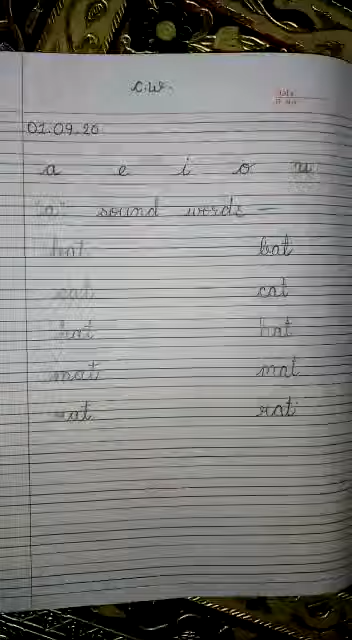 C.W.
01.09.20
a e i o u
"a" sound words -
bat bat
cat cat
hat hat
mat mat
rat rat